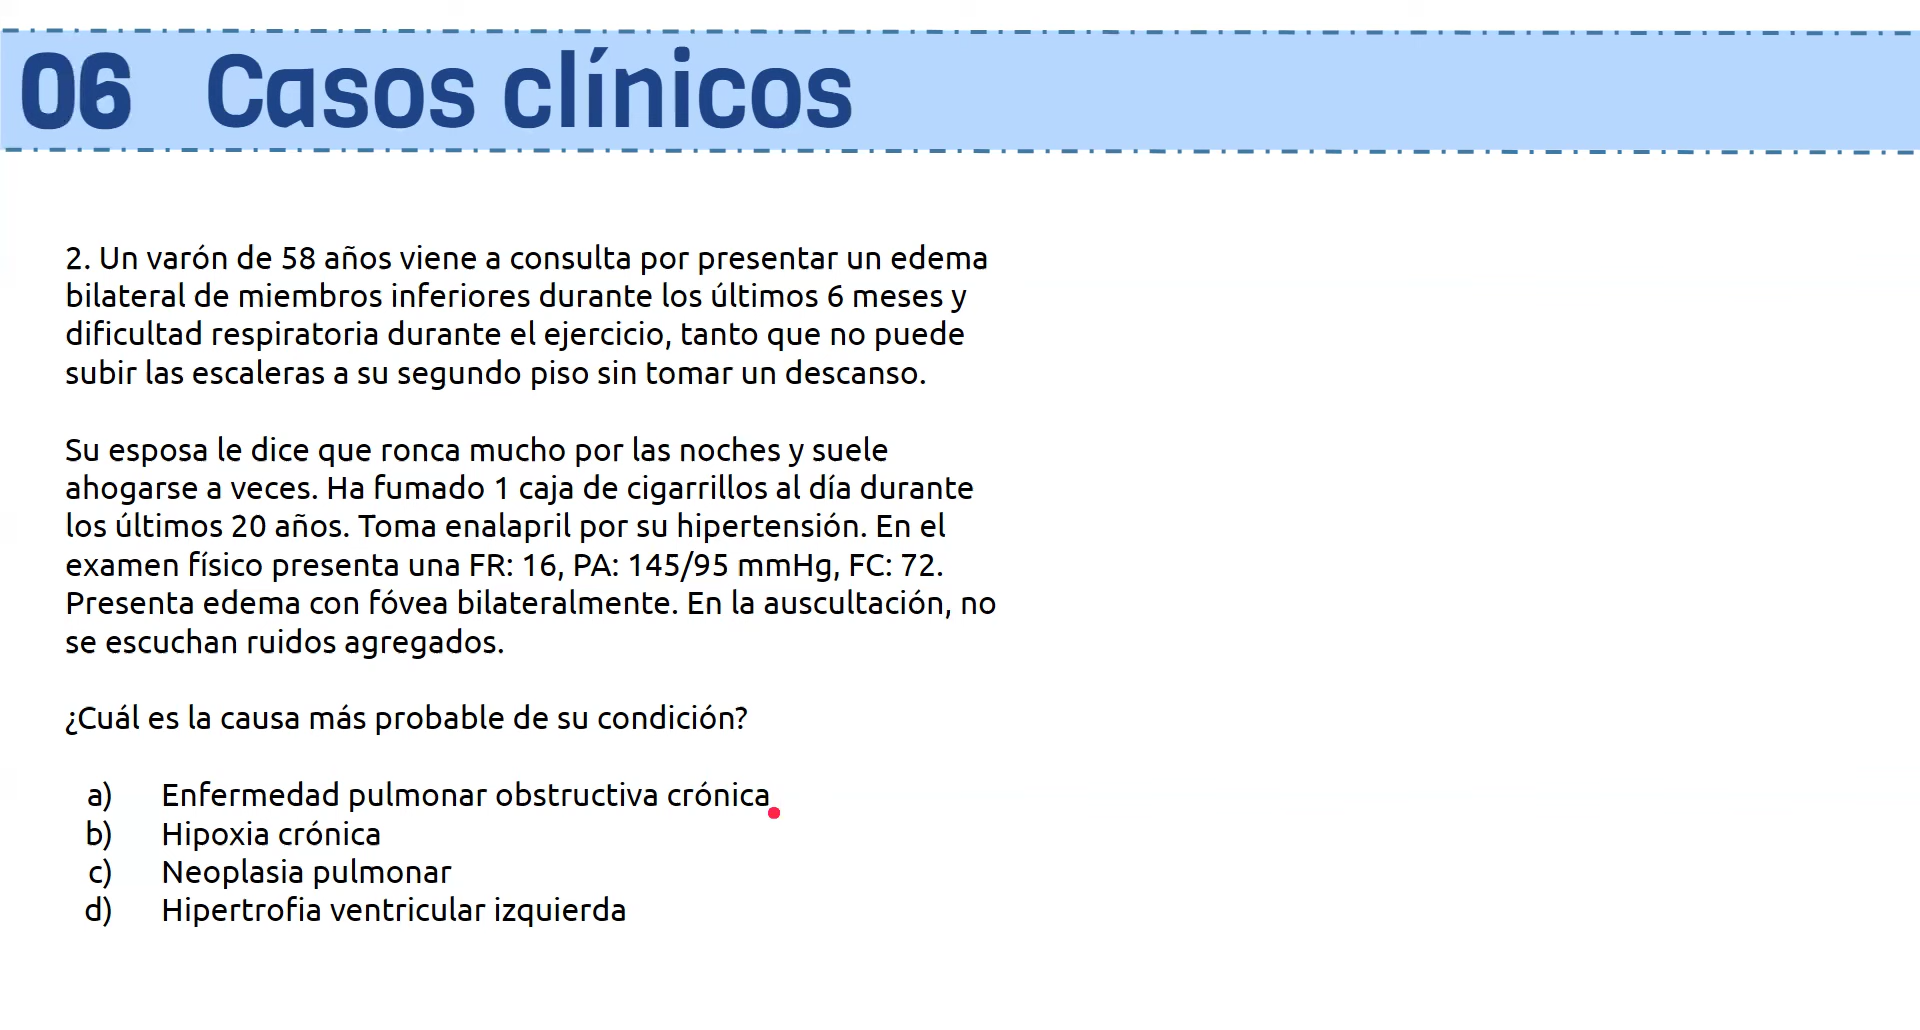 06 Casos clínicos
2. Un varón de 58 años viene a consulta por presentar un edema
bilateral de miembros inferiores durante los últimos 6 meses y
dificultad respiratoria durante el ejercicio, tanto que no puede
subir las escaleras a su segundo piso sin tomar un descanso.
Su esposa le dice que ronca mucho por las noches y suele
ahogarse a veces. Ha fumado 1 caja de cigarrillos al día durante
los últimos 20 años. Toma enalapril por su hipertensión. En el
examen físico presenta una FR: 16, PA: 145/95 mmHg, FC: 72.
Presenta edema con fóvea bilateralmente. En la auscultación, no
se escuchan ruidos agregados.
¿Cuál es la causa más probable de su condición?
a) Enfermedad pulmonar obstructiva crónica
b) Hipoxia crónica
c) Neoplasia pulmonar
d) Hipertrofia ventricular izquierda